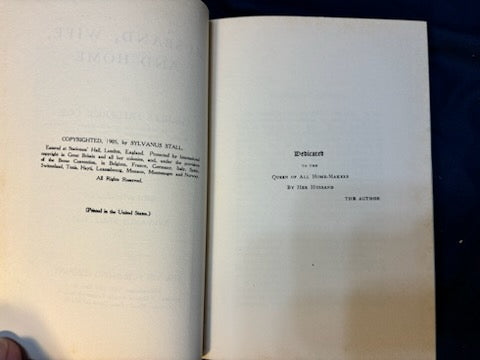 COPYRIGHTED, 1905, by SYLVANUS STALL.
Entered at Stationers' Hall, London, England. Protected by International
copyright in Great Britain and all her colonies, and, under the provisions
of the Berne Convention, in Belgium, France, Germany, Italy, Spain,
Switzerland, Tunis, Hayti, Luxembourg, Monaco, Montenegro and Norway.
All Rights Reserved.
(Printed in the United States.)
Dedicated
TO THE
QUEEN OF ALL HOME-MAKERS
BY HER HUSBAND
THE AUTHOR